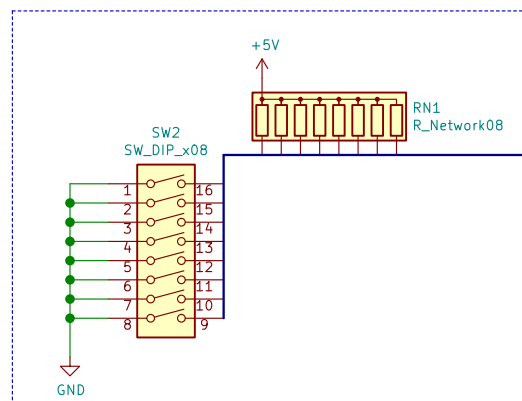 +5V
RN1
R_Network08
SW2
SW_DIP_x08
1 16
2 15
3 14
4 13
5 12
6 11
7 10
8 9
GND